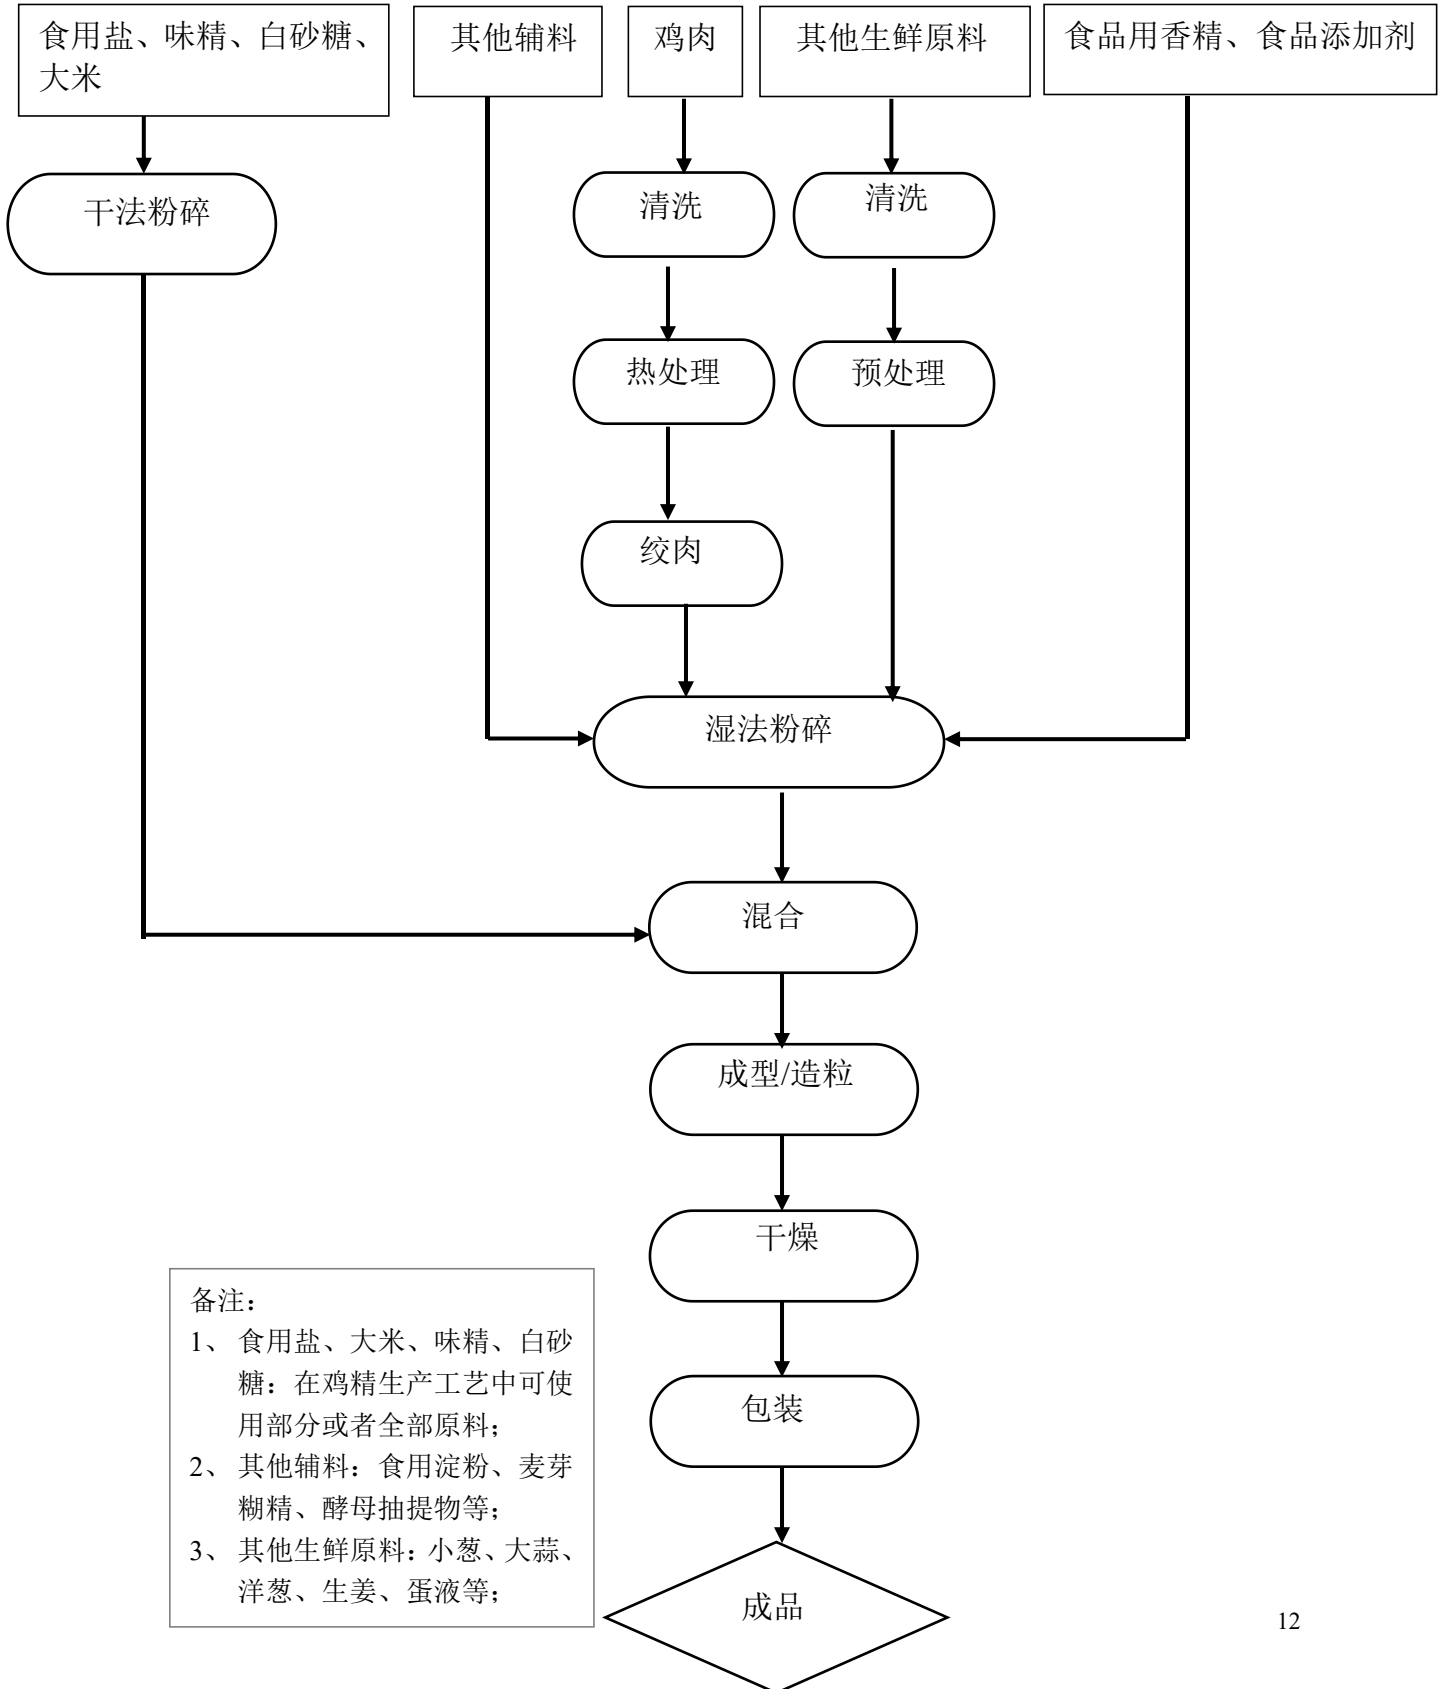 食用盐、味精、白砂糖、
大米
其他辅料
鸡肉
其他生鲜原料
食品用香精、食品添加剂
干法粉碎
清洗
清洗
热处理
预处理
绞肉
湿法粉碎
混合
成型/造粒
干燥
包装
成品
备注：
1、 食用盐、大米、味精、白砂
糖：在鸡精生产工艺中可使
用部分或者全部原料；
2、 其他辅料：食用淀粉、麦芽
糊精、酵母抽提物等；
3、 其他生鲜原料：小葱、大蒜、
洋葱、生姜、蛋液等；
12